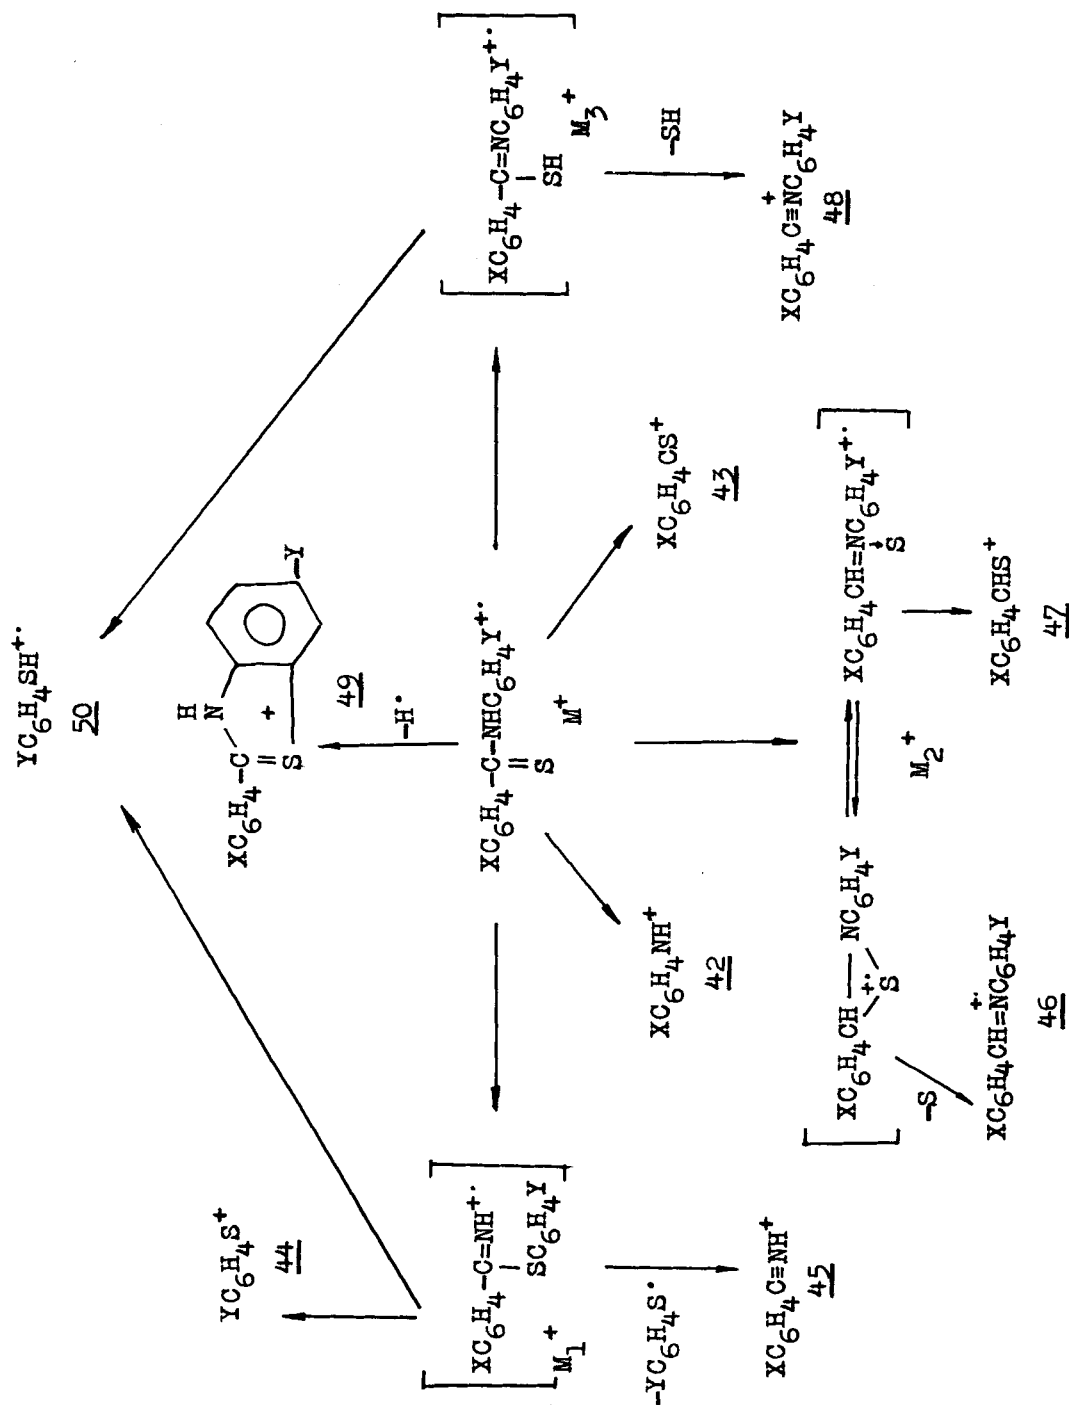 YC6H4SH+·
50
H
N
XC6H4-C
+
S
-Y
49
-H·
YC6H4S+
44
XC6H4-C=NH+·
SC6H4Y
M1+
-YC6H4S·
XC6H4C≡NH+
45
XC6H4-C-NHC6H4Y+·
S
M+
XC6H4-C=NC6H4Y+·
SH
M3+
-SH
XC6H4C≡NC6H4Y
+
48
XC6H4NH+
42
XC6H4CS+
43
XC6H4CH—NC6H4Y
+·
S
M2+
XC6H4CH=NC6H4Y+·
S
-S
XC6H4CH=NC6H4Y
+·
46
XC6H4CHS+
47